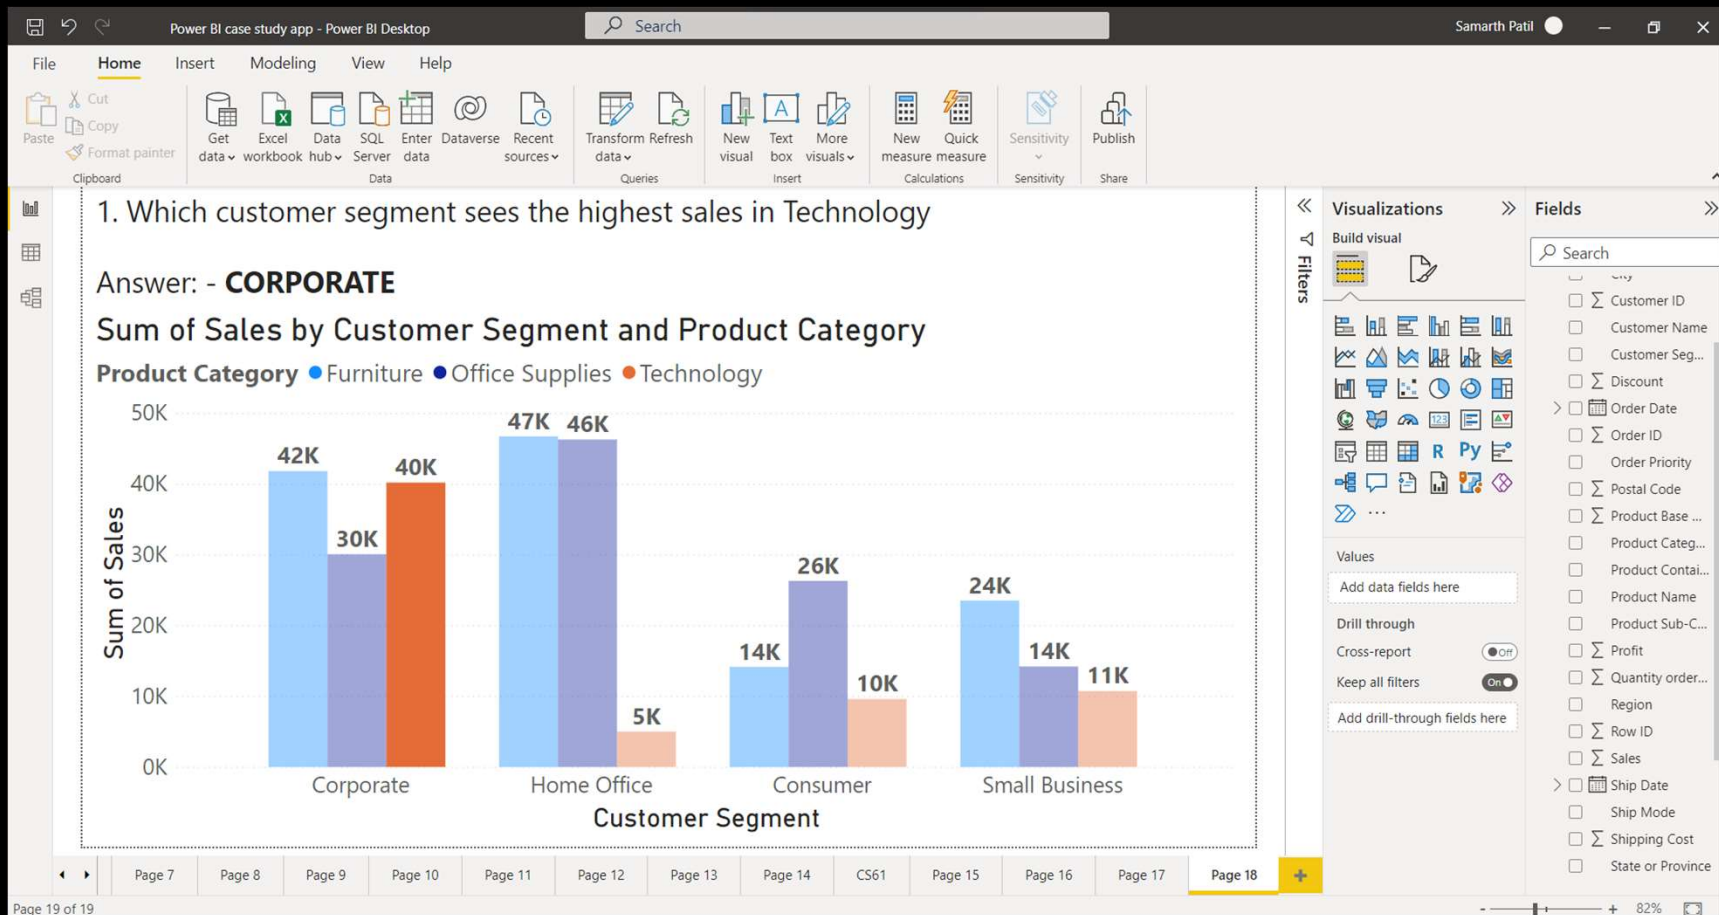 Power BI case study app - Power BI Desktop
Search
Samarth Patil
File Home Insert Modeling View Help
Paste
Cut
Copy
Format painter
Clipboard
Get data
Excel workbook
Data hub
SQL Server
Enter data
Dataverse
Recent sources
Data
Transform data
Refresh
Queries
New visual
Text box
More visuals
Insert
New measure
Quick measure
Calculations
Sensitivity
Sensitivity
Publish
Share
1. Which customer segment sees the highest sales in Technology
Answer: - CORPORATE
Sum of Sales by Customer Segment and Product Category
Product Category Furniture Office Supplies Technology
Sum of Sales
50K
40K
30K
20K
10K
0K
42K
30K
40K
47K
46K
5K
14K
26K
10K
24K
14K
11K
Corporate Home Office Consumer Small Business
Customer Segment
Filters
Visualizations
Build visual
123
R
Py
...
Values
Add data fields here
Drill through
Cross-report
Off
Keep all filters
On
Add drill-through fields here
Fields
Search
City
Σ Customer ID
Customer Name
Customer Seg...
Σ Discount
Order Date
Σ Order ID
Order Priority
Σ Postal Code
Σ Product Base ...
Product Categ...
Product Contai...
Product Name
Product Sub-C...
Σ Profit
Σ Quantity order...
Region
Σ Row ID
Σ Sales
Ship Date
Ship Mode
Σ Shipping Cost
State or Province
Page 7 Page 8 Page 9 Page 10 Page 11 Page 12 Page 13 Page 14 CS61 Page 15 Page 16 Page 17 Page 18 +
Page 19 of 19
- + 82%